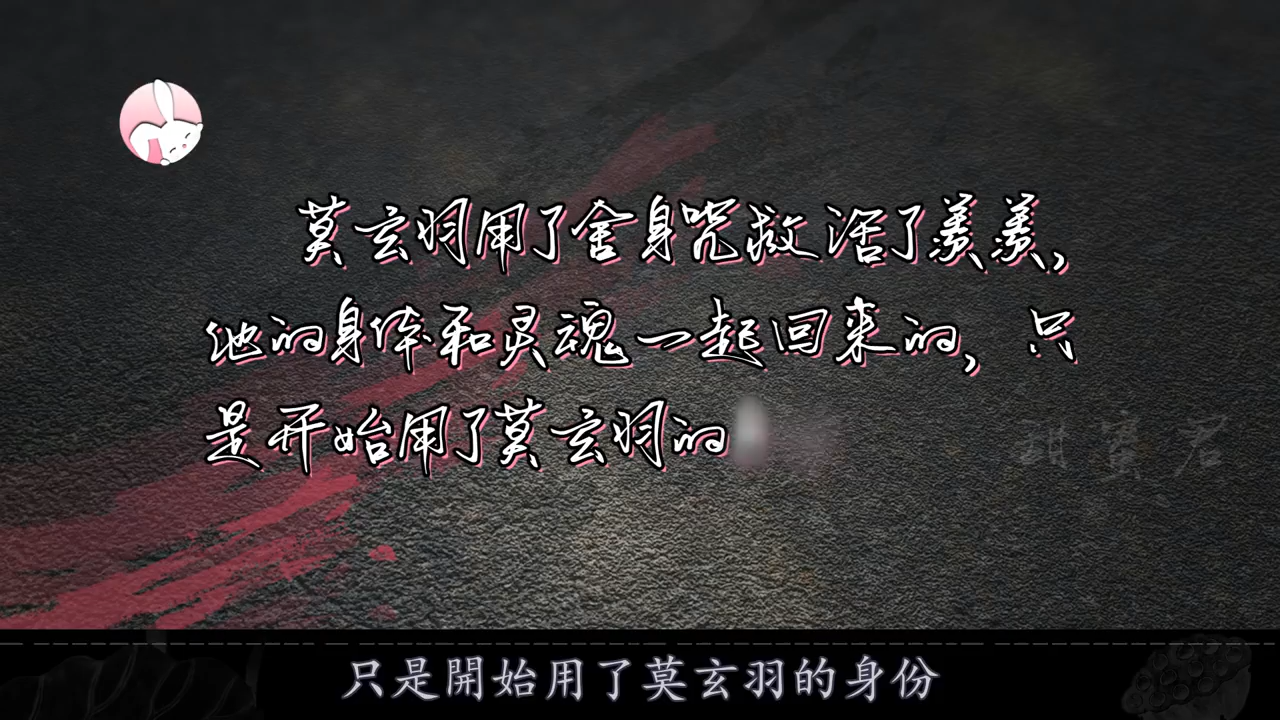 莫玄羽用了舍身咒救活了羡羡，
他的身体和灵魂一起回来的，只
是开始用了莫玄羽的
甜蜜君
只是開始用了莫玄羽的身份